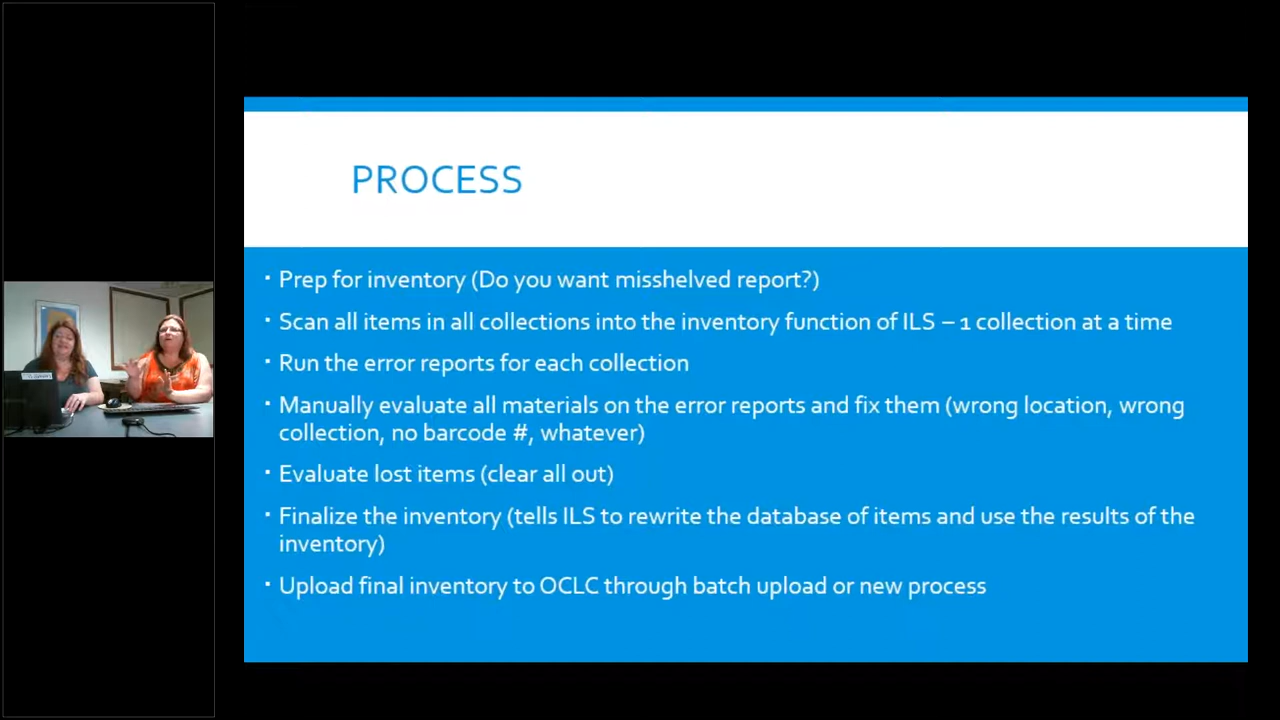 PROCESS
▪ Prep for inventory (Do you want misshelved report?)
▪ Scan all items in all collections into the inventory function of ILS – 1 collection at a time
▪ Run the error reports for each collection
▪ Manually evaluate all materials on the error reports and fix them (wrong location, wrong
collection, no barcode #, whatever)
▪ Evaluate lost items (clear all out)
▪ Finalize the inventory (tells ILS to rewrite the database of items and use the results of the
inventory)
▪ Upload final inventory to OCLC through batch upload or new process